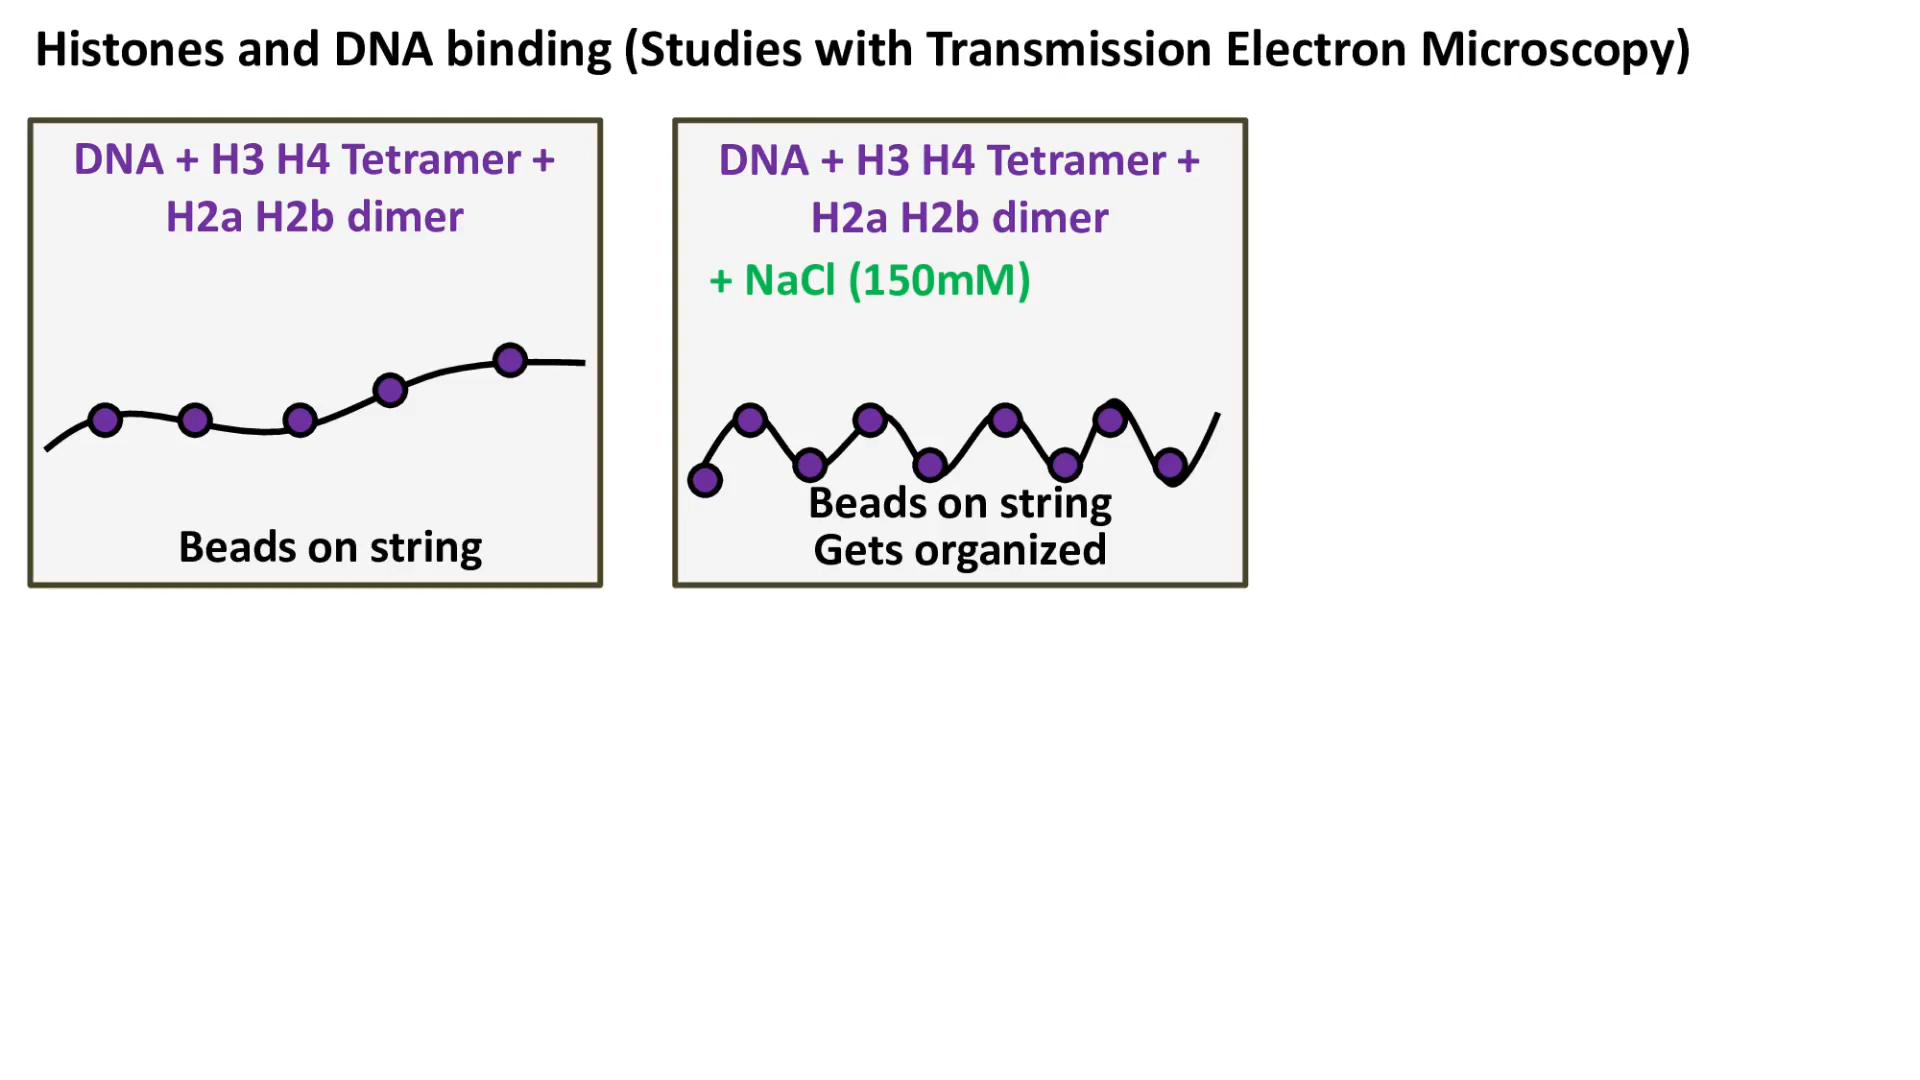 Histones and DNA binding (Studies with Transmission Electron Microscopy)
DNA + H3 H4 Tetramer +
H2a H2b dimer
Beads on string
DNA + H3 H4 Tetramer +
H2a H2b dimer
+ NaCl (150mM)
Beads on string
Gets organized